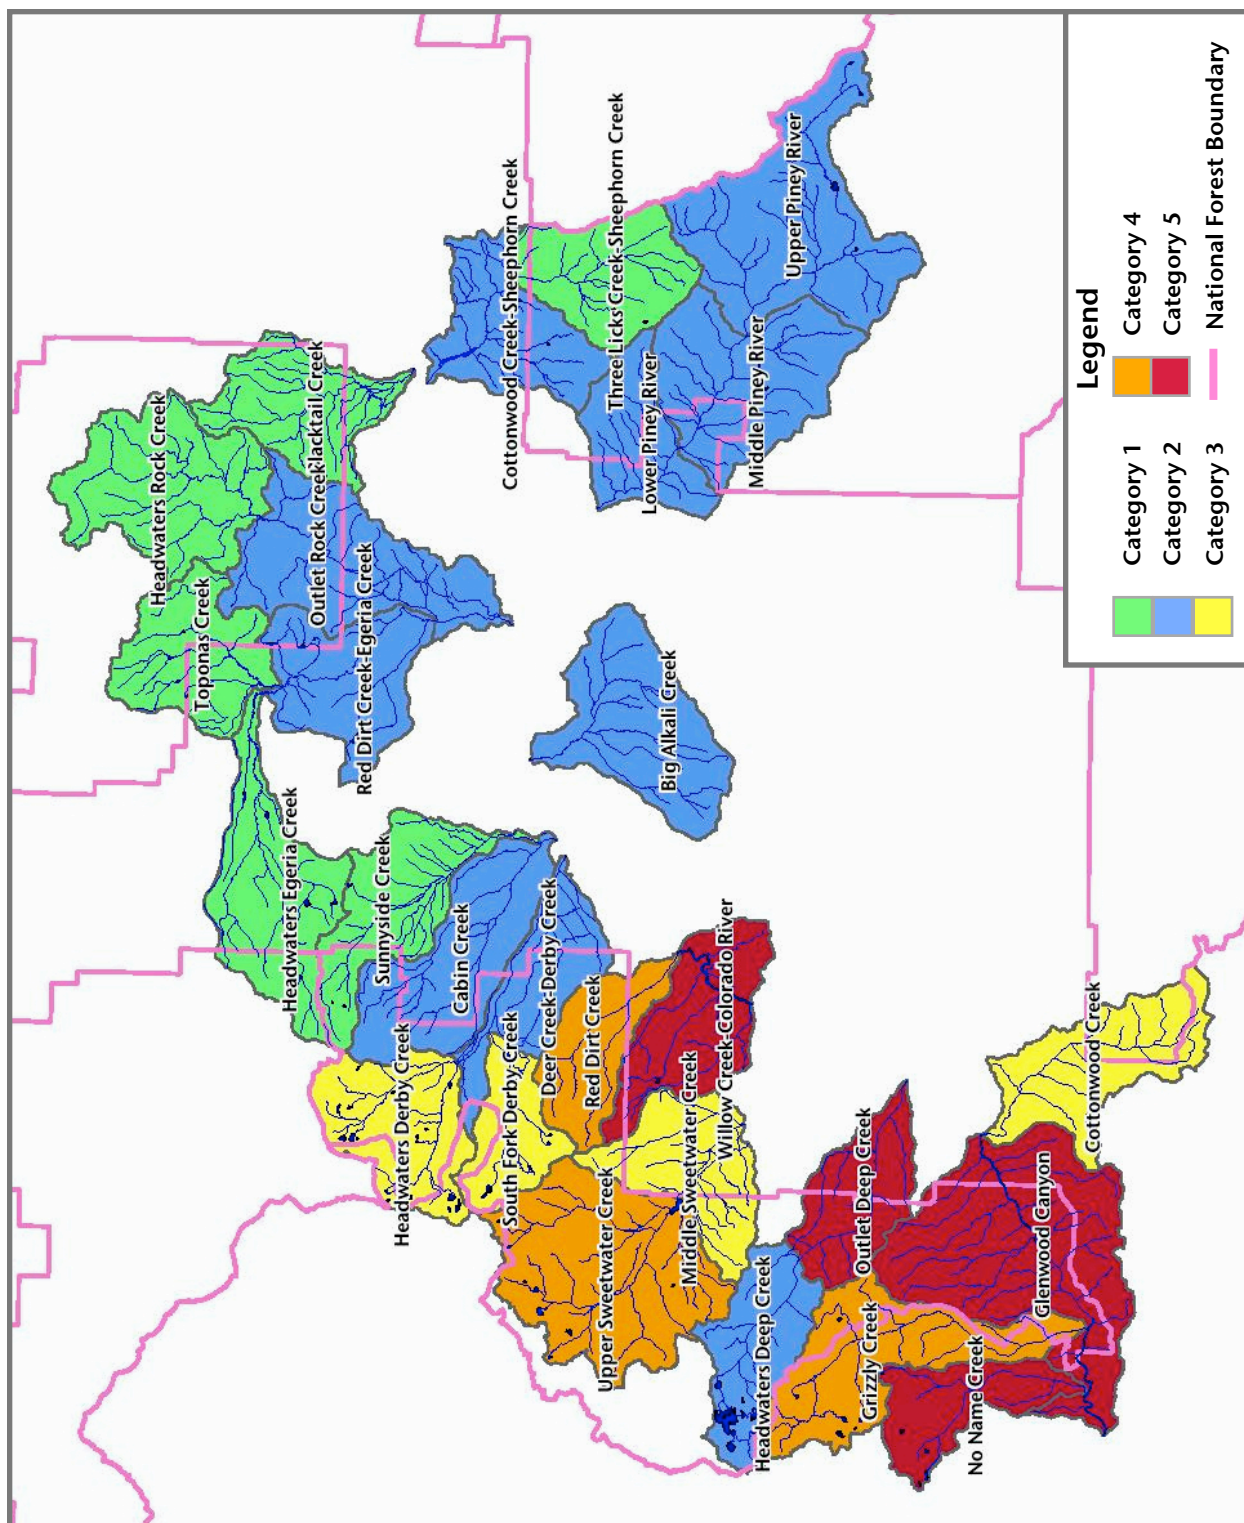 Headwaters Rock Creek
Toponas Creek
Headwaters Egeria Creek
Outlet Rock Creek
lacktail Creek
Red Dirt Creek-Egeria Creek
Sunnyside Creek
Headwaters Derby Creek
Cabin Creek
South Fork Derby Creek
Cottonwood Creek-Sheephorn Creek
Deer Creek-Derby Creek
Red Dirt Creek
Upper Sweetwater Creek
Three Licks Creek-Sheephorn Creek
Lower Piney River
Big Alkali Creek
Middle Sweetwater Creek
Willow Creek-Colorado River
Middle Piney River
Headwaters Deep Creek
Upper Piney River
Outlet Deep Creek
Grizzly Creek
No Name Creek
Glenwood Canyon
Cottonwood Creek
Legend
Category 1
Category 2
Category 3
Category 4
Category 5
National Forest Boundary